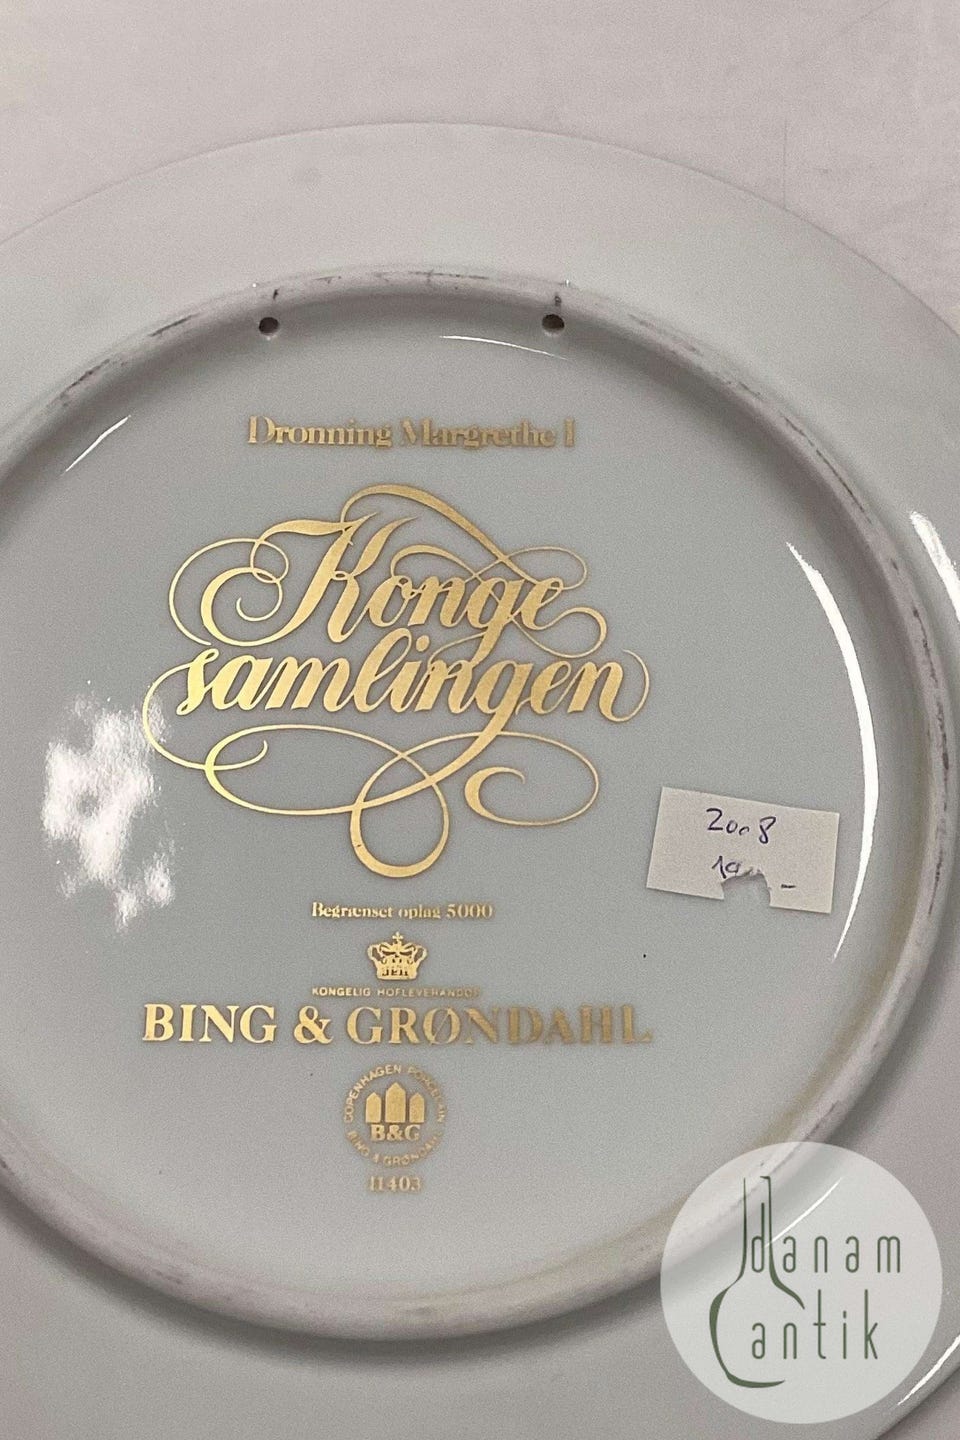 Dronning Margrethe I
Konge
samlingen
2008
Begrænset oplag 5000
KONGELIG HOFLEVERANDØR
BING & GRØNDAHL
COPENHAGEN PORCELAIN
B&G
BING & GRØNDAHL
11403
danam
antik